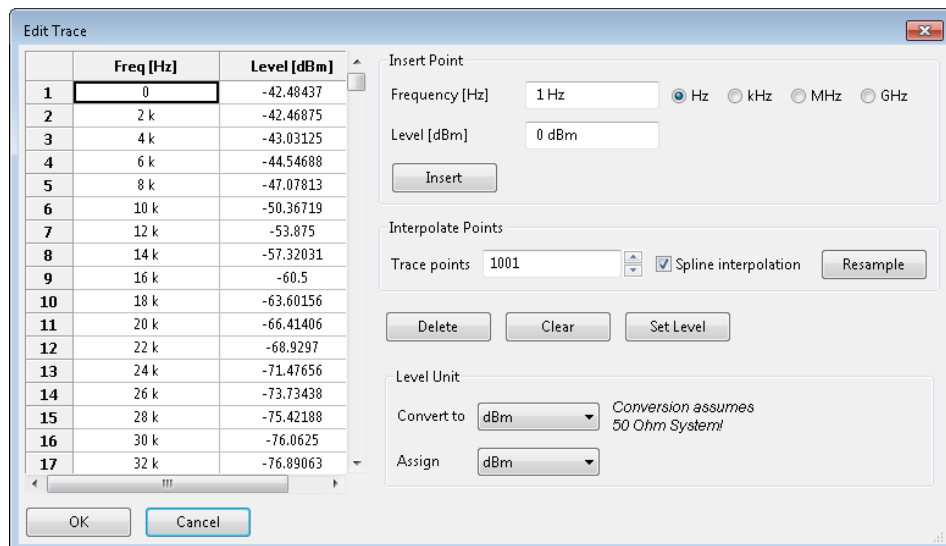 Edit Trace
Freq [Hz] Level [dBm]
1 0 -42.48437
2 2 k -42.46875
3 4 k -43.03125
4 6 k -44.54688
5 8 k -47.07813
6 10 k -50.36719
7 12 k -53.875
8 14 k -57.32031
9 16 k -60.5
10 18 k -63.60156
11 20 k -66.41406
12 22 k -68.9297
13 24 k -71.47656
14 26 k -73.73438
15 28 k -75.42188
16 30 k -76.0625
17 32 k -76.89063
OK Cancel
Insert Point
Frequency [Hz] 1 Hz Hz kHz MHz GHz
Level [dBm] 0 dBm
Insert
Interpolate Points
Trace points 1001 Spline interpolation Resample
Delete Clear Set Level
Level Unit
Convert to dBm Conversion assumes
50 Ohm System!
Assign dBm